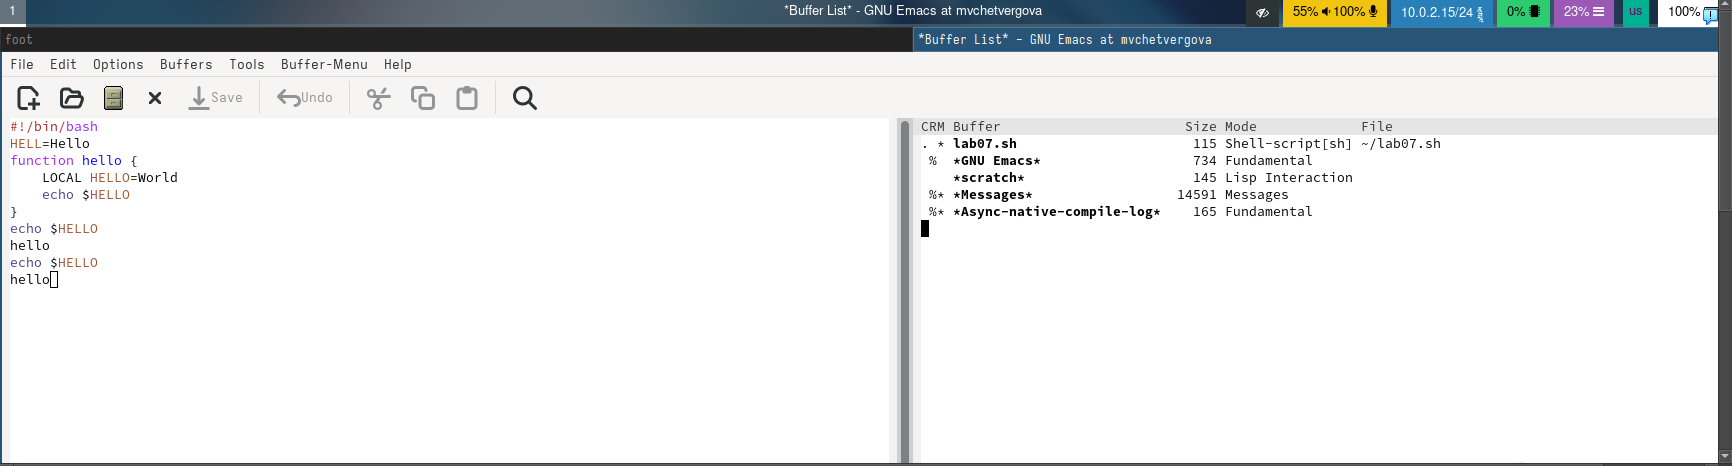 1 *Buffer List* - GNU Emacs at mvchetvergova 55% 100% 10.0.2.15/24 0% 23% us 100%
foot *Buffer List* - GNU Emacs at mvchetvergova
File Edit Options Buffers Tools Buffer-Menu Help
Save Undo
#!/bin/bash
HELL=Hello
function hello {
    LOCAL HELLO=World
    echo $HELLO
}
echo $HELLO
hello
echo $HELLO
hello
CRM Buffer Size Mode File
. * lab07.sh 115 Shell-script[sh] ~/lab07.sh
% *GNU Emacs* 734 Fundamental
*scratch* 145 Lisp Interaction
%* *Messages* 14591 Messages
%* *Async-native-compile-log* 165 Fundamental